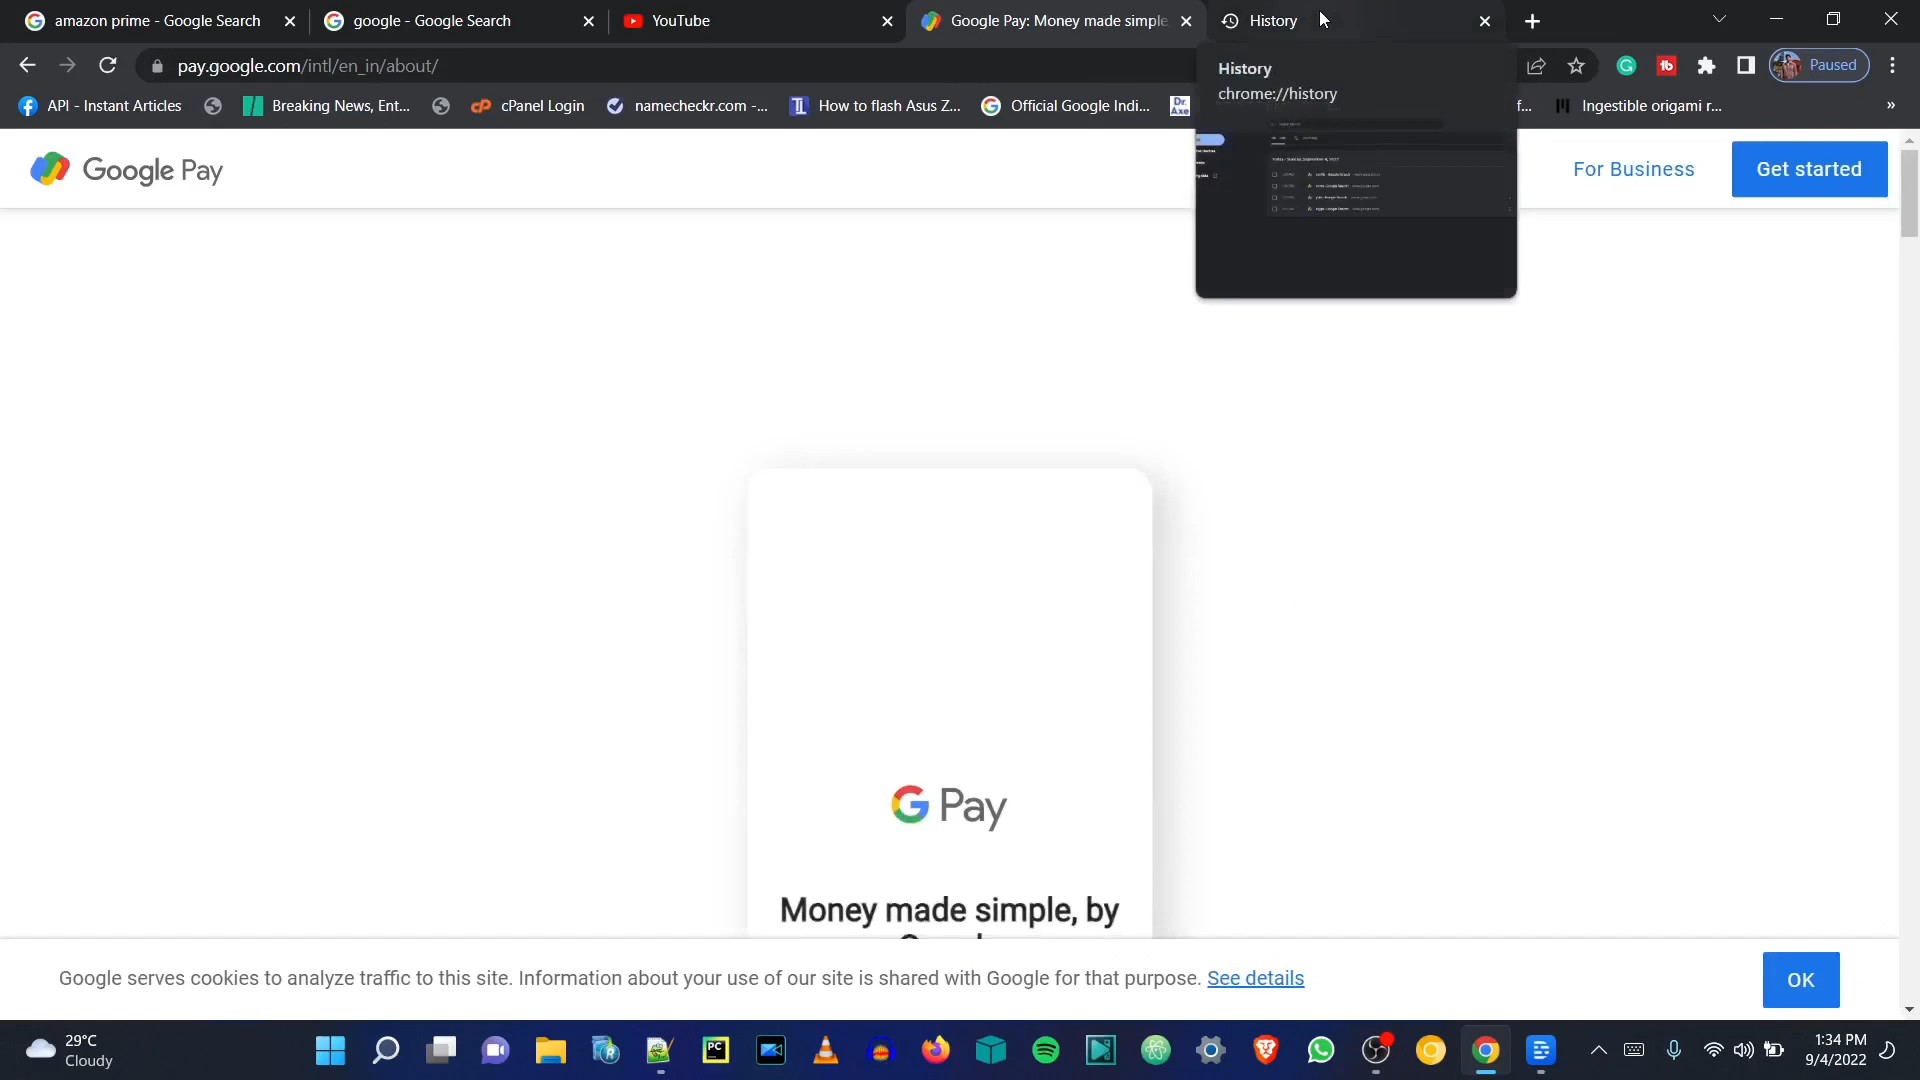 amazon prime - Google Search
google - Google Search
YouTube
Google Pay: Money made simple
History
pay.google.com/intl/en_in/about/
Paused
History
chrome://history
API - Instant Articles
Breaking News, Ent...
cPanel Login
namecheckr.com -...
How to flash Asus Z...
Official Google Indi...
Dr. Axe
f...
Ingestible origami r...
»
Google Pay
For Business
Get started
G Pay
Money made simple, by
Google serves cookies to analyze traffic to this site. Information about your use of our site is shared with Google for that purpose. See details
OK
29°C
Cloudy
PC
1:34 PM
9/4/2022